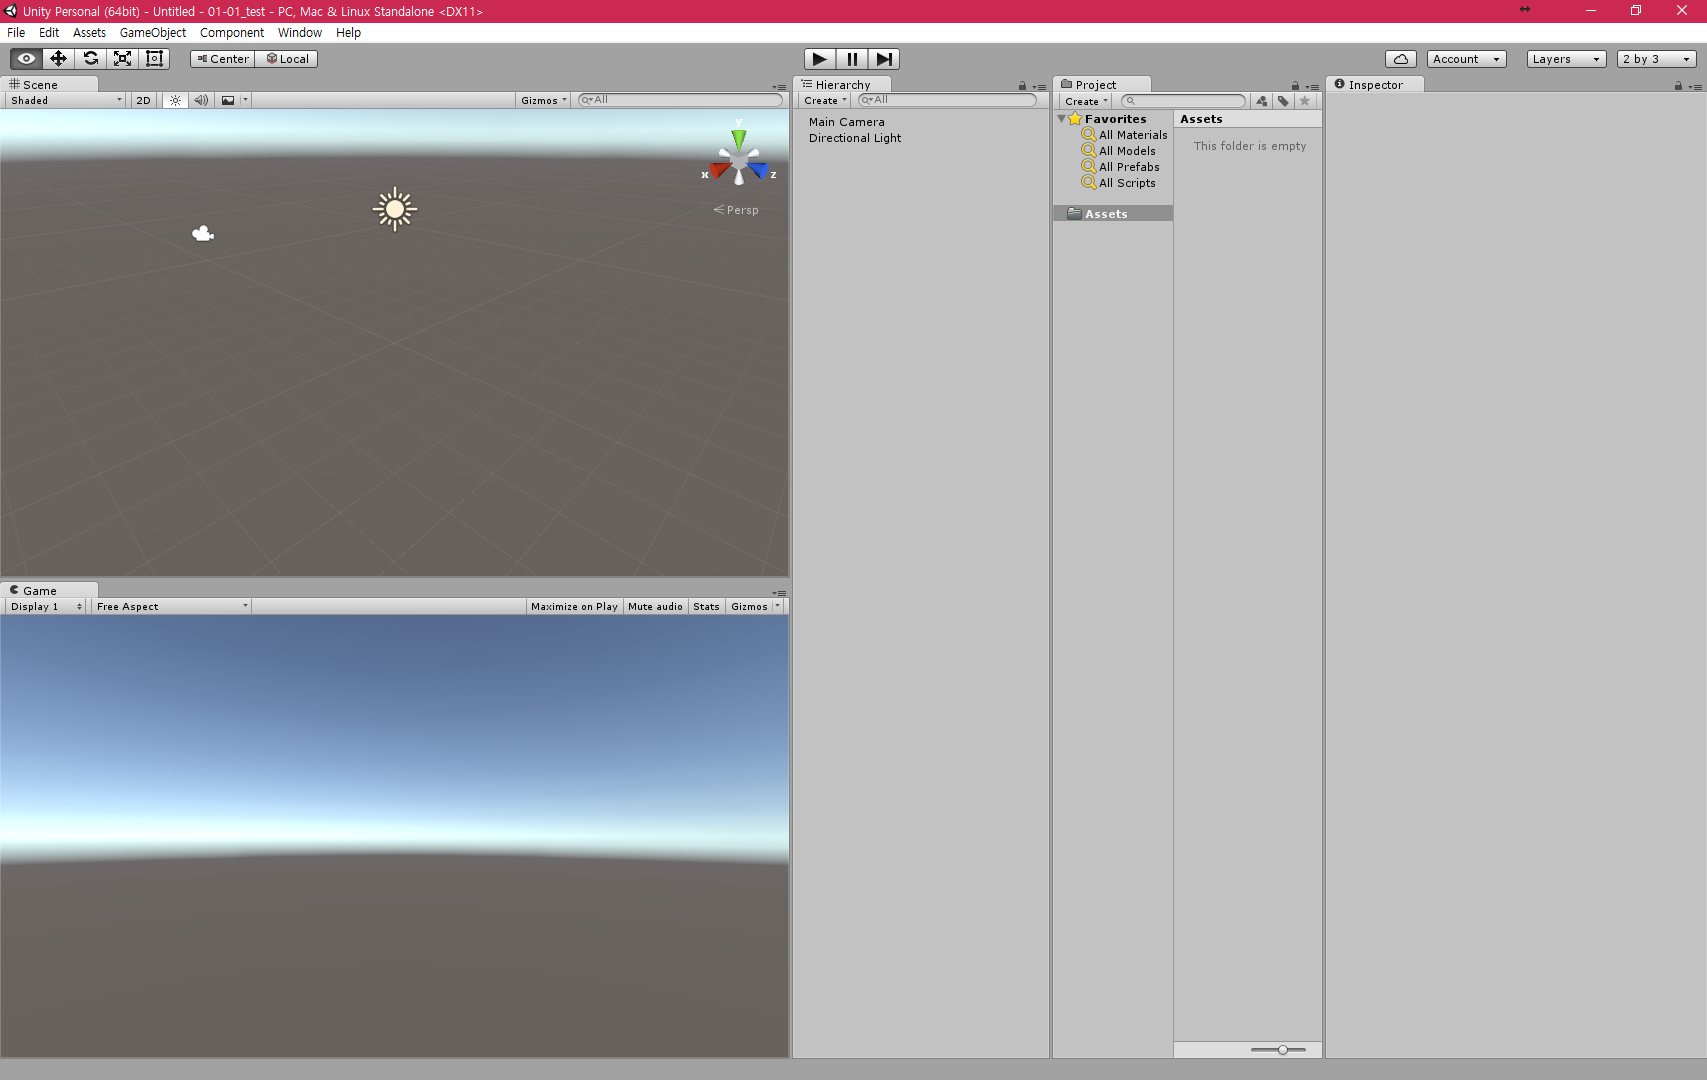 Unity Personal (64bit) - Untitled - 01-01_test - PC, Mac & Linux Standalone <DX11>
File Edit Assets GameObject Component Window Help
Center Local Account Layers 2 by 3
Scene
Shaded 2D Gizmos All
y
x z
Persp
Game
Display 1 Free Aspect Maximize on Play Mute audio Stats Gizmos
Hierarchy
Create All
Main Camera
Directional Light
Project
Create
Favorites
All Materials
All Models
All Prefabs
All Scripts
Assets
Assets
This folder is empty
Inspector